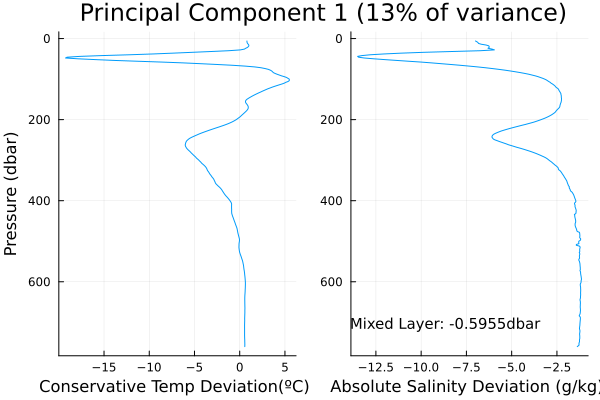 Principal Component 1 (13% of variance)
Pressure (dbar)
0
200
400
600
−15 −10 −5 0 5
Conservative Temp Deviation(ºC)
0
200
400
600
Mixed Layer: -0.5955dbar
−12.5 −10.0 −7.5 −5.0 −2.5
Absolute Salinity Deviation (g/kg)